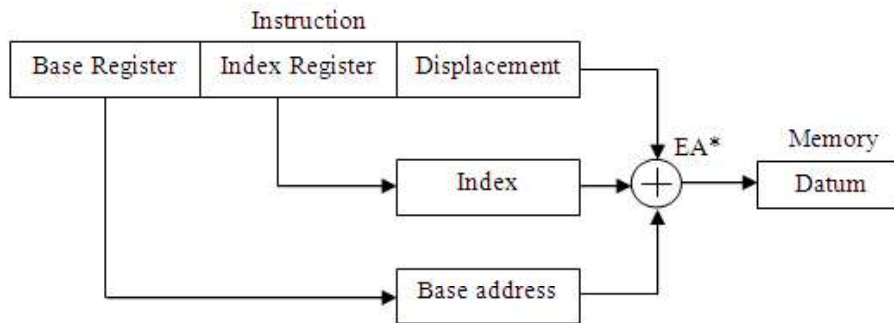 Instruction
Base Register Index Register Displacement
EA*
Memory
Index
Datum
Base address